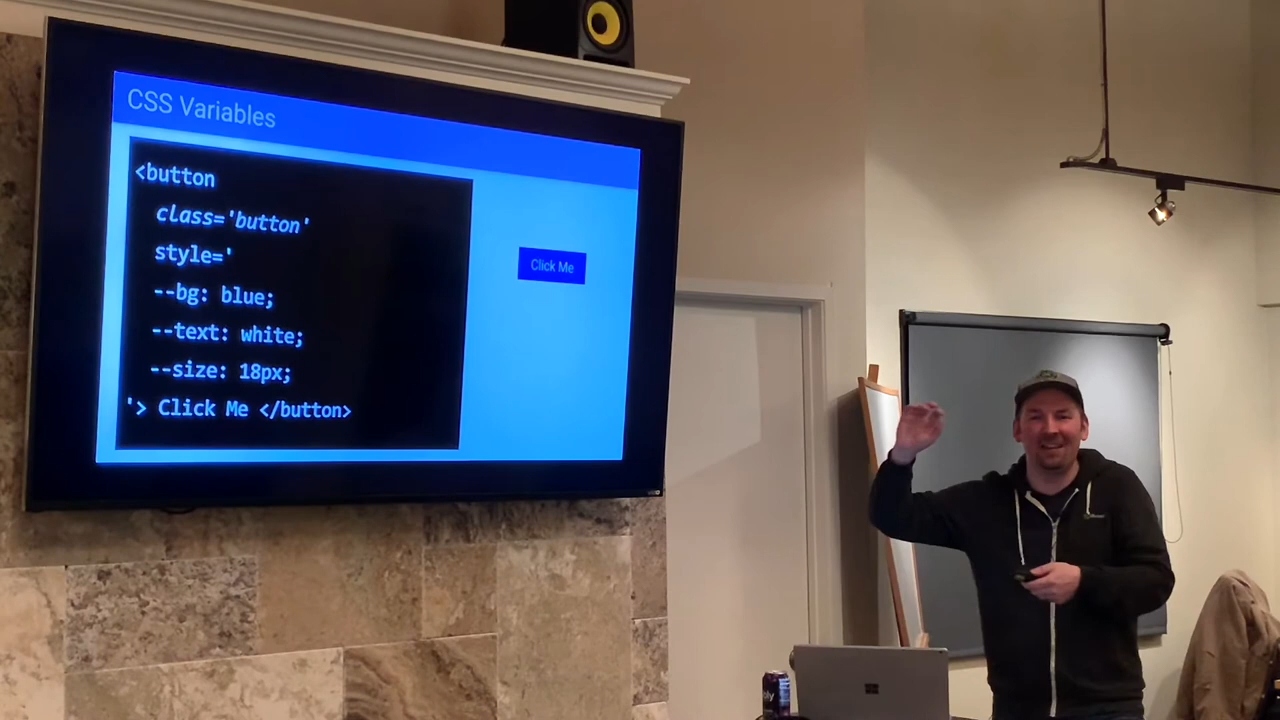 CSS Variables
<button
class='button'
style='
--bg: blue;
--text: white;
--size: 18px;
'> Click Me </button>
Click Me